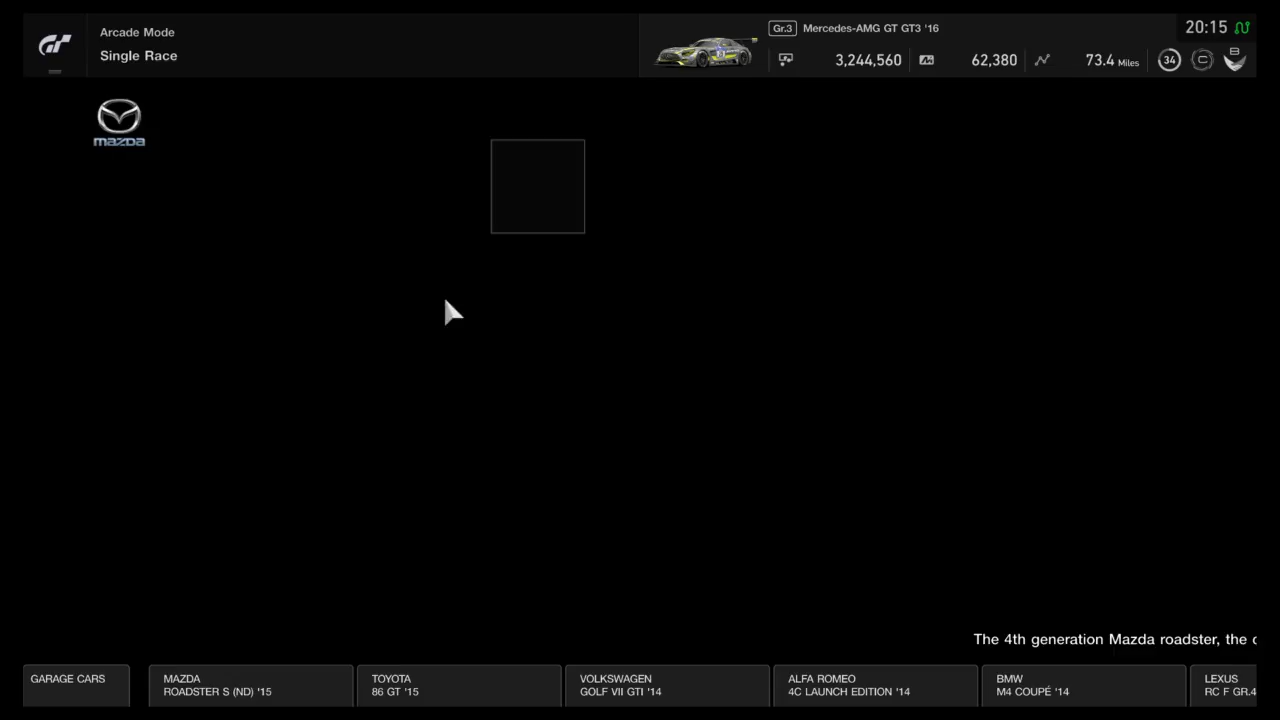 Arcade Mode
Single Race
Gr.3 Mercedes-AMG GT GT3 '16
3,244,560 62,380 73.4 Miles 34 C B
20:15
mazda
The 4th generation Mazda roadster, the
GARAGE CARS
MAZDA
ROADSTER S (ND) '15
TOYOTA
86 GT '15
VOLKSWAGEN
GOLF VII GTI '14
ALFA ROMEO
4C LAUNCH EDITION '14
BMW
M4 COUPÉ '14
LEXUS
RC F GR.4